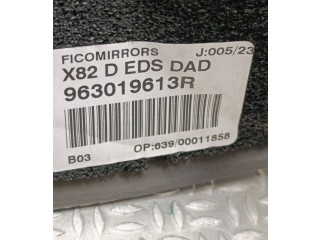 FICOMIRRORS J:005/23
X82 D EDS DAD
963019613R
B03 OP:639/00011858